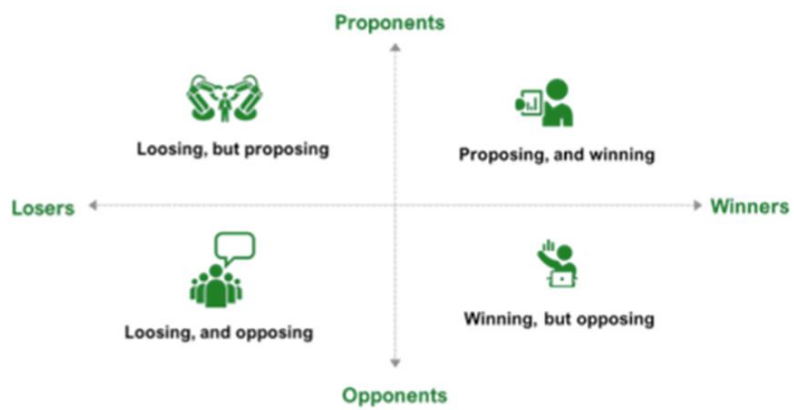 Proponents
Loosing, but proposing
Proposing, and winning
Losers
Winners
Loosing, and opposing
Winning, but opposing
Opponents